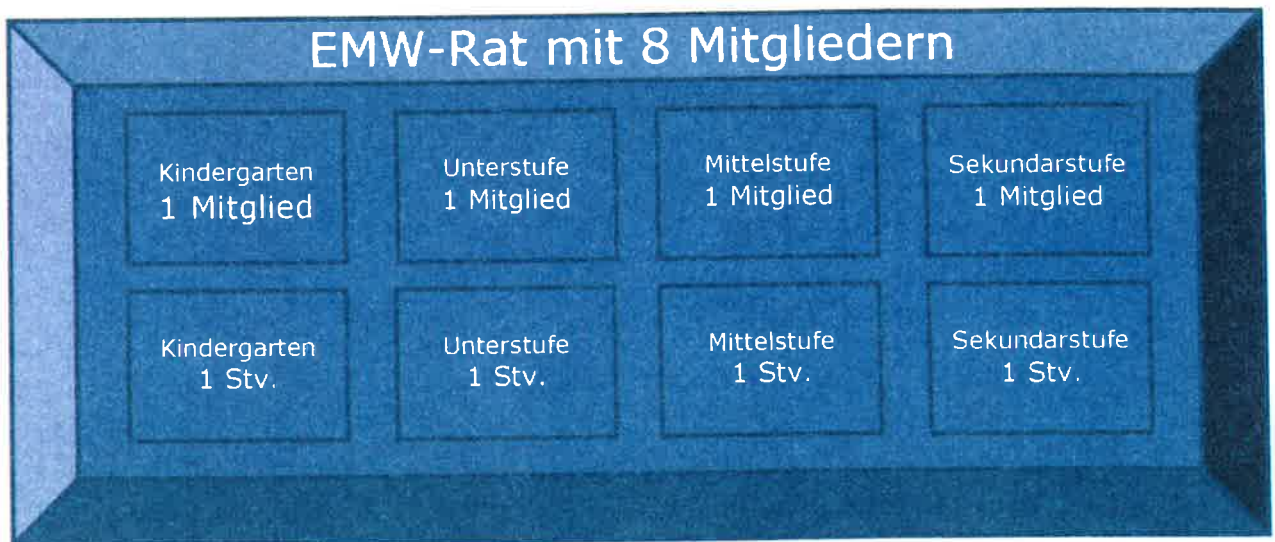 EMW-Rat mit 8 Mitgliedern
Kindergarten
1 Mitglied
Unterstufe
1 Mitglied
Mittelstufe
1 Mitglied
Sekundarstufe
1 Mitglied
Kindergarten
1 Stv.
Unterstufe
1 Stv.
Mittelstufe
1 Stv.
Sekundarstufe
1 Stv.